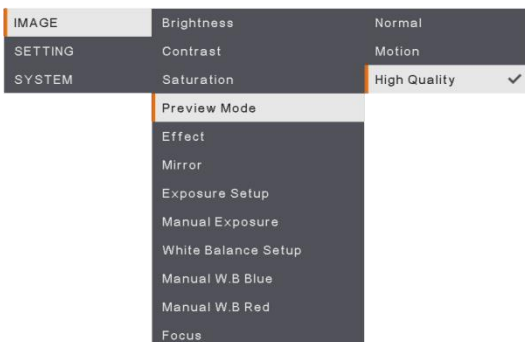 IMAGE
SETTING
SYSTEM
Brightness
Contrast
Saturation
Preview Mode
Effect
Mirror
Exposure Setup
Manual Exposure
White Balance Setup
Manual W.B Blue
Manual W.B Red
Focus
Normal
Motion
High Quality ✓